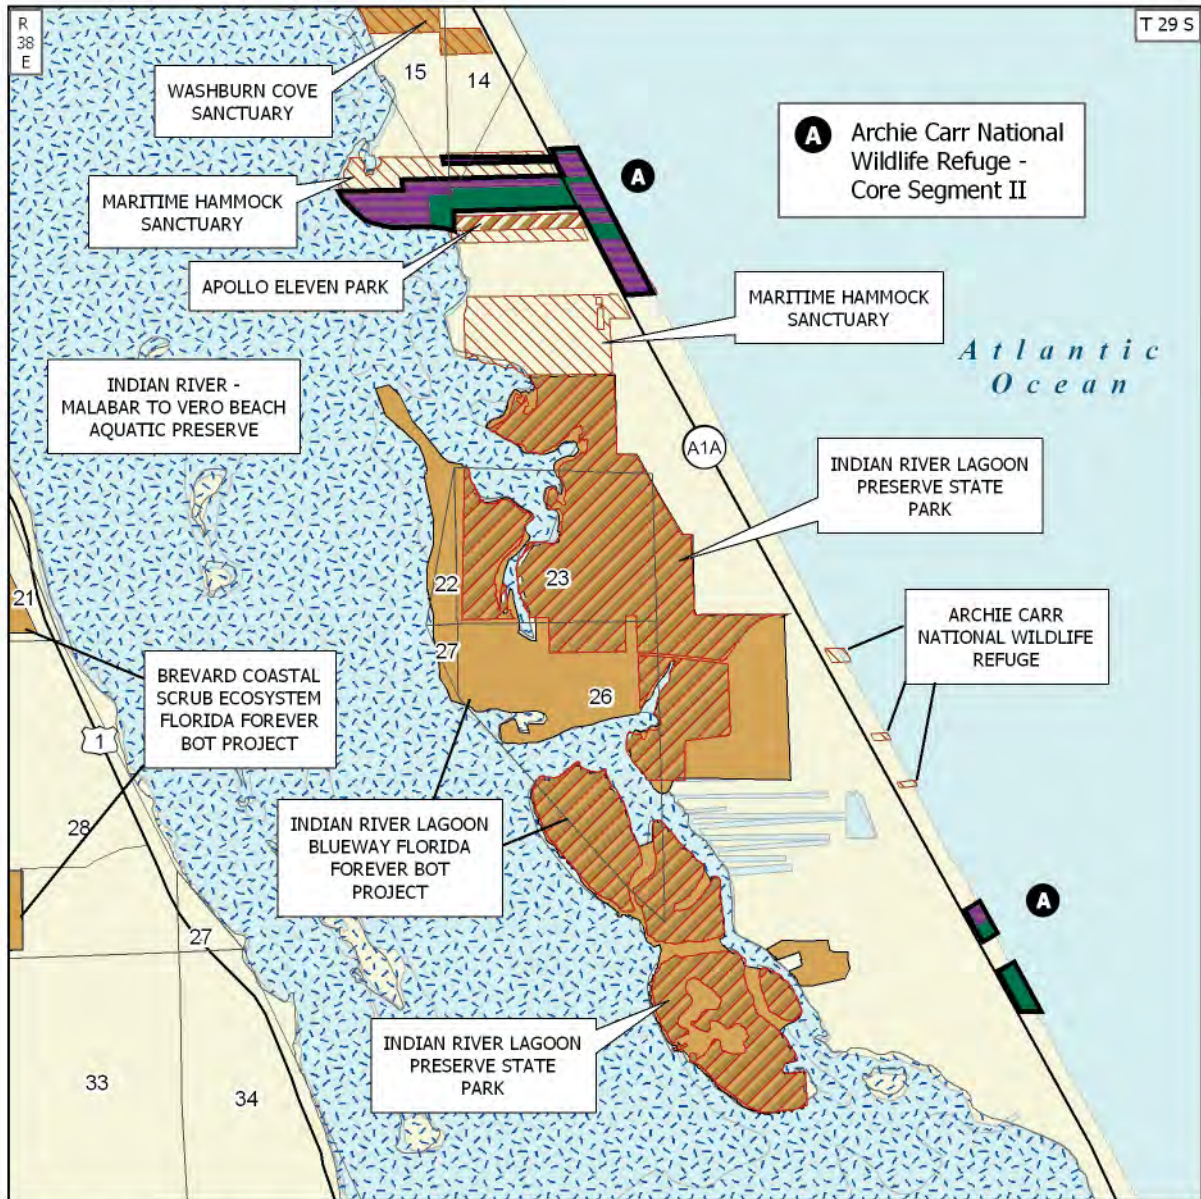 R
38
E
T 29 S
WASHBURN COVE
SANCTUARY
15
14
A
Archie Carr National
Wildlife Refuge -
Core Segment II
A
MARITIME HAMMOCK
SANCTUARY
APOLLO ELEVEN PARK
MARITIME HAMMOCK
SANCTUARY
Atlantic
Ocean
INDIAN RIVER -
MALABAR TO VERO BEACH
AQUATIC PRESERVE
A1A
INDIAN RIVER LAGOON
PRESERVE STATE
PARK
21
22
23
ARCHIE CARR
NATIONAL WILDLIFE
REFUGE
27
26
BREVARD COASTAL
SCRUB ECOSYSTEM
FLORIDA FOREVER
BOT PROJECT
1
28
INDIAN RIVER LAGOON
BLUEWAY FLORIDA
FOREVER BOT
PROJECT
A
27
INDIAN RIVER LAGOON
PRESERVE STATE
PARK
33
34